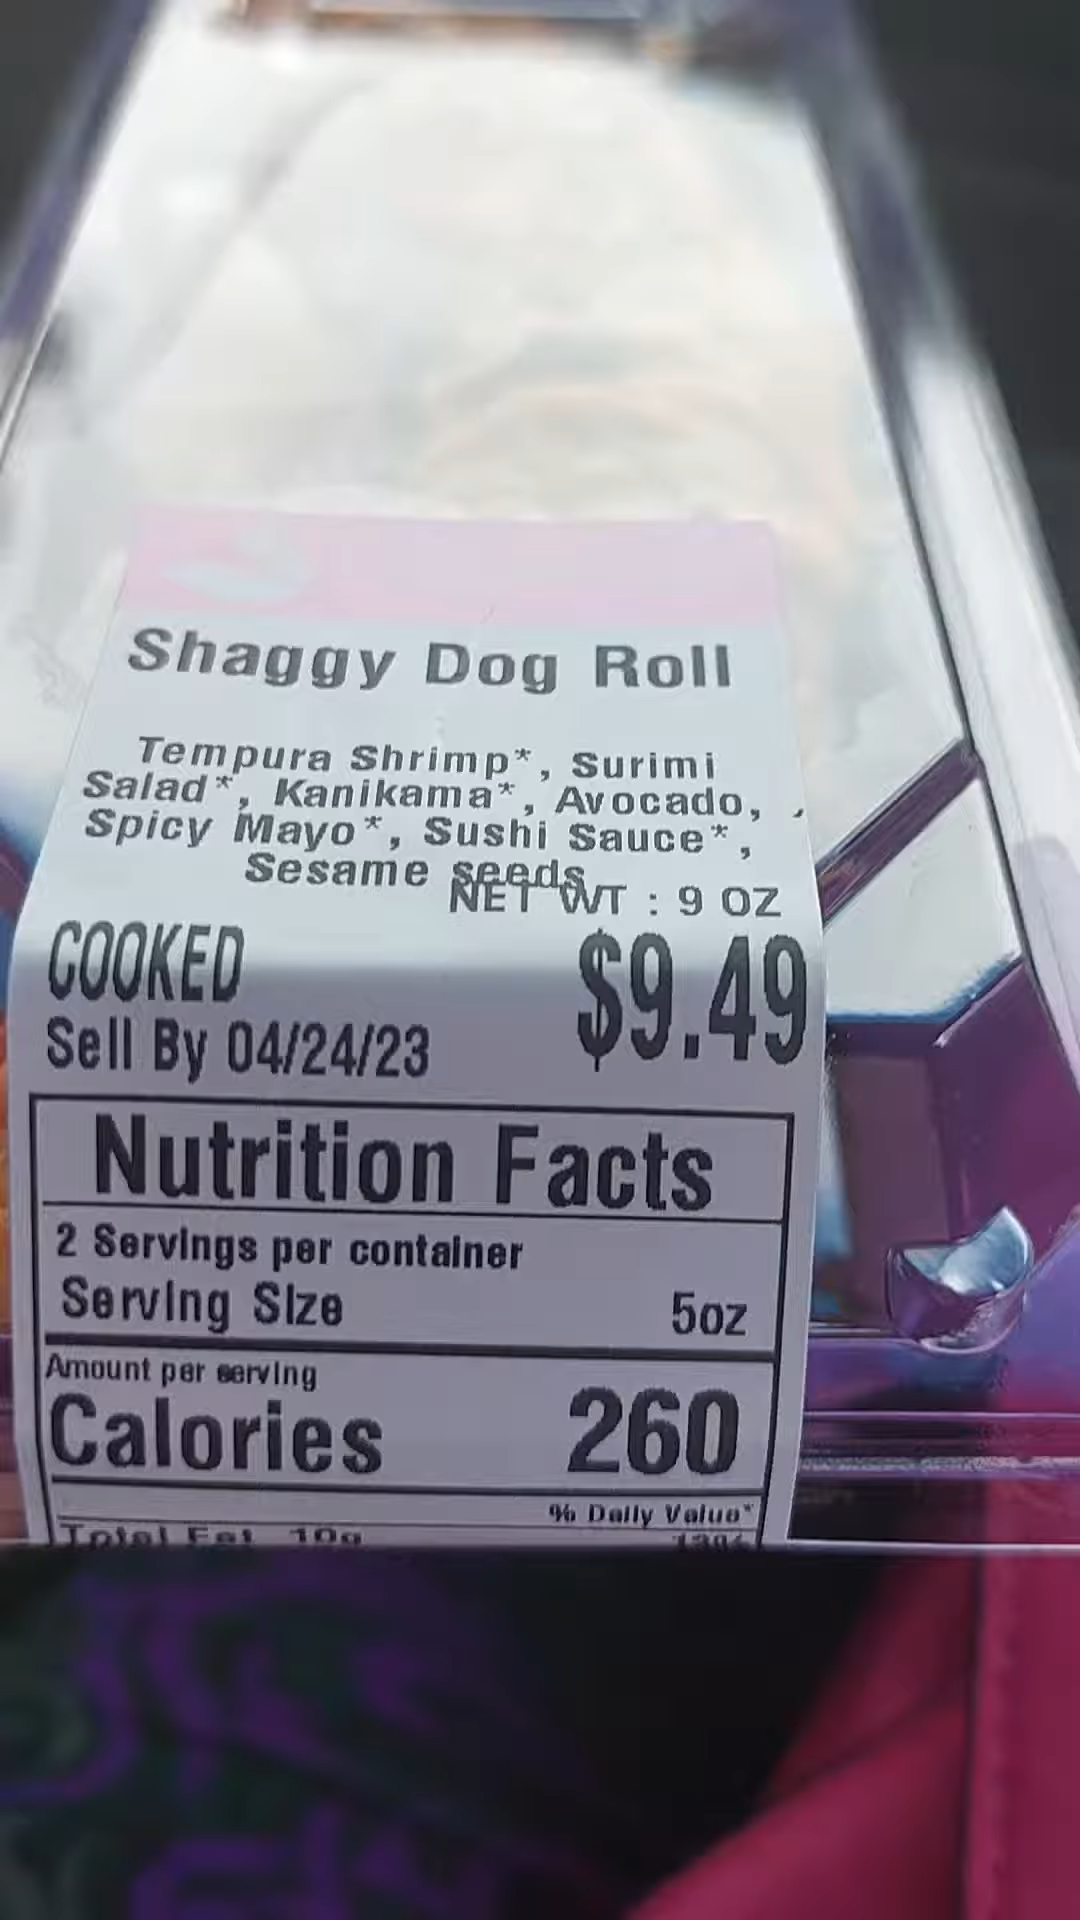 Shaggy Dog Roll
Tempura Shrimp*, Surimi
Salad*, Kanikama*, Avocado, ,
Spicy Mayo*, Sushi Sauce*,
Sesame seeds
NET WT : 9 OZ
COOKED
$9.49
Sell By 04/24/23
Nutrition Facts
2 Servings per container
Serving Size 5oz
Amount per serving
Calories 260
% Daily Value*
Total Fat 10g 13%